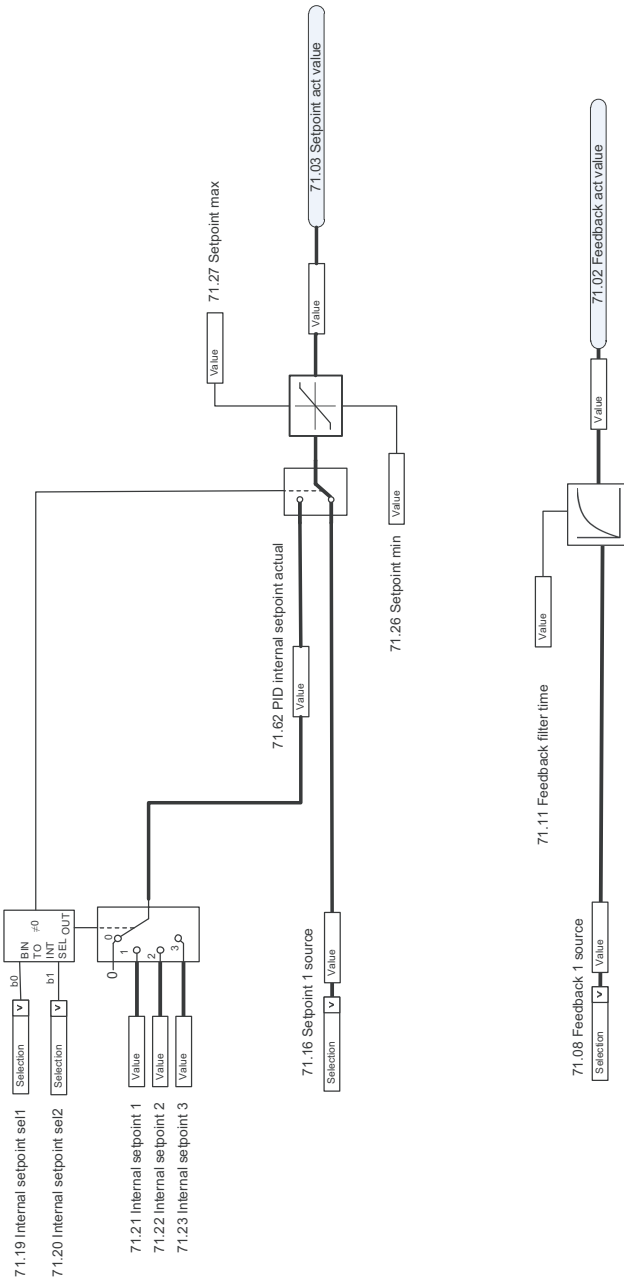 71.19 Internal setpoint sel1
Selection
v
b0
71.20 Internal setpoint sel2
Selection
v
b1
BIN
TO
INT
SEL
≠0
OUT
71.21 Internal setpoint 1
Value
71.22 Internal setpoint 2
Value
71.23 Internal setpoint 3
Value
0
0
1
2
3
71.62 PID internal setpoint actual
Value
71.16 Setpoint 1 source
Selection
v
Value
71.27 Setpoint max
Value
71.26 Setpoint min
Value
Value
71.03 Setpoint act value
71.11 Feedback filter time
Value
71.08 Feedback 1 source
Selection
v
Value
Value
71.02 Feedback act value